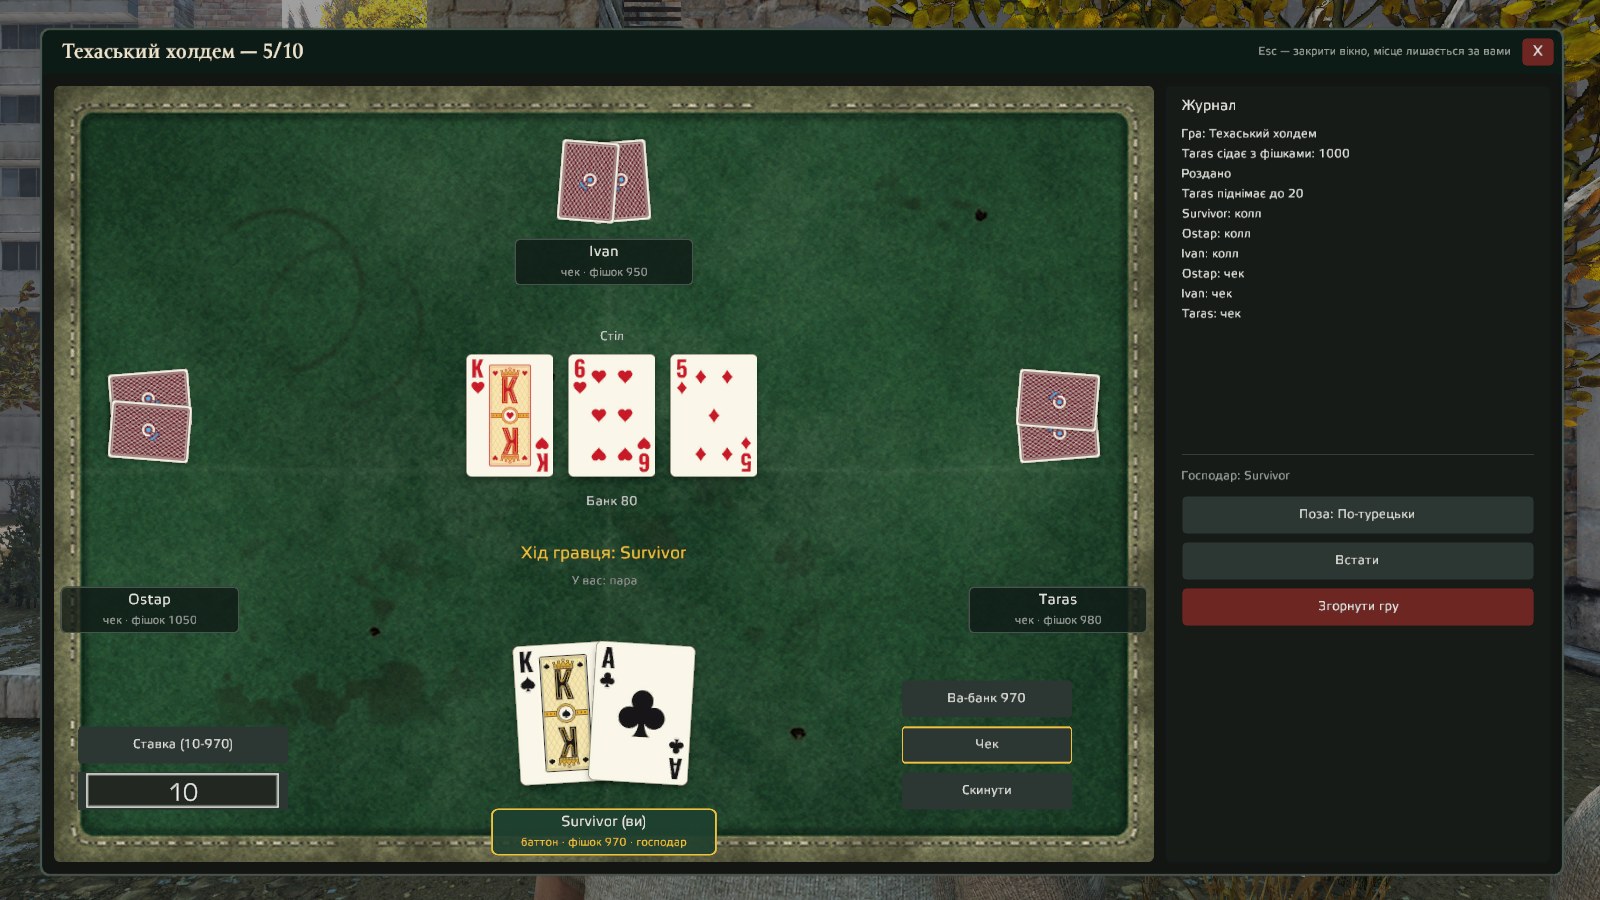 Техаський холдем — 5/10
Esc — закрити вікно, місце лишається за вами
X
Ivan
чек · фішок 950
Стіл
K
K
K
K
6
6
5
5
Банк 80
Хід гравця: Survivor
У вас: пара
Ostap
чек · фішок 1050
Taras
чек · фішок 980
K
K
K
A
A
Ставка (10-970)
10
Ва-банк 970
Чек
Скинути
Survivor (ви)
баттон · фішок 970 · господар
Журнал
Гра: Техаський холдем
Taras сідає з фішками: 1000
Роздано
Taras піднімає до 20
Survivor: колл
Ostap: колл
Ivan: колл
Ostap: чек
Ivan: чек
Taras: чек
Господар: Survivor
Поза: По-турецьки
Встати
Згорнути гру